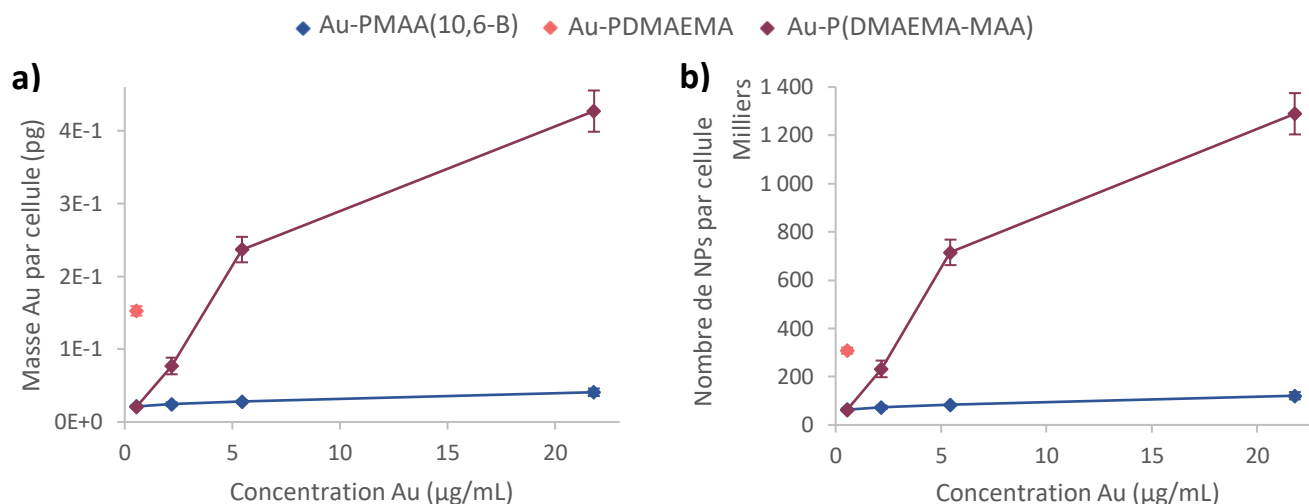 Au-PMAA(10,6-B) Au-PDMAEMA Au-P(DMAEMA-MAA)
a)
Masse Au par cellule (pg)
4E-1
3E-1
2E-1
1E-1
0E+0
0 5 10 15 20
Concentration Au (µg/mL)
b)
Nombre de NPs par cellule
Milliers
1 400
1 200
1 000
800
600
400
200
0
0 5 10 15 20
Concentration Au (µg/mL)